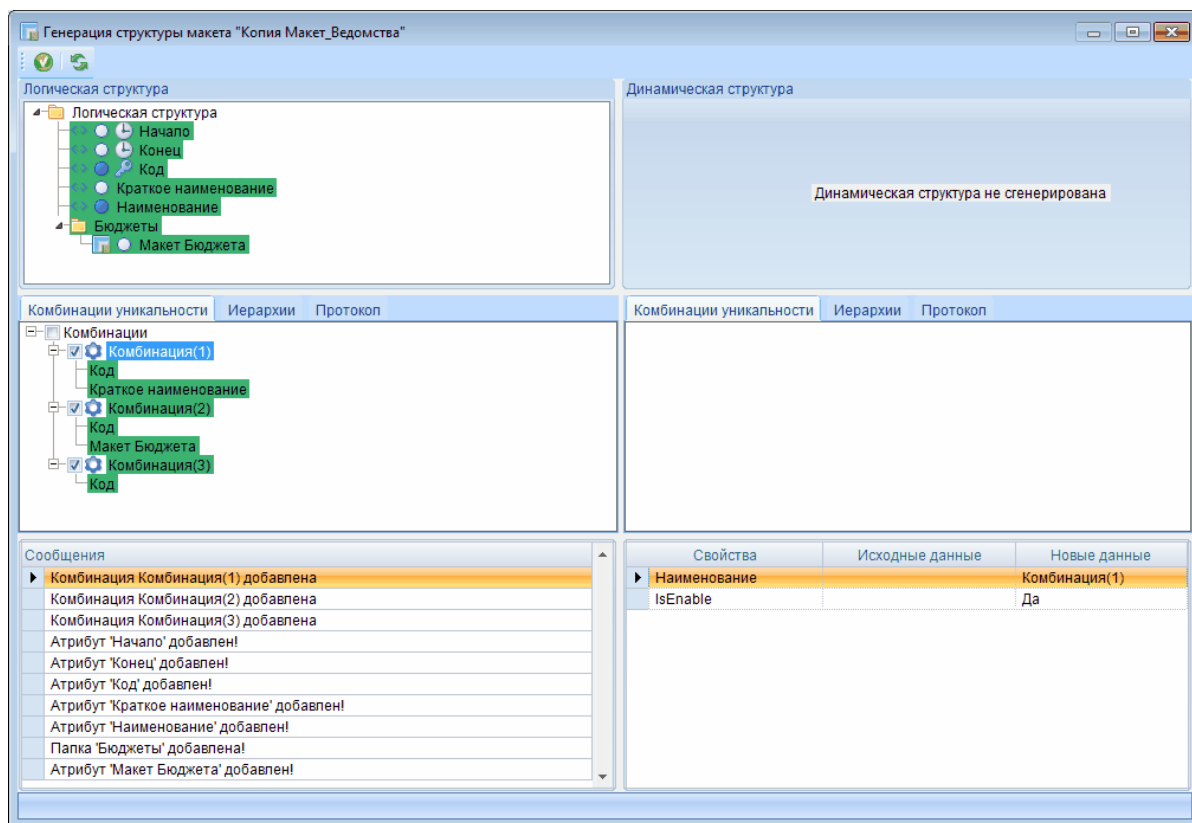 Генерация структуры макета "Копия Макет_Ведомства"
Логическая структура
Логическая структура
Начало
Конец
Код
Краткое наименование
Наименование
Бюджеты
Макет Бюджета
Динамическая структура
Динамическая структура не сгенерирована
Комбинации уникальности Иерархии Протокол
Комбинации
Комбинация(1)
Код
Краткое наименование
Комбинация(2)
Код
Макет Бюджета
Комбинация(3)
Код
Комбинации уникальности Иерархии Протокол
Сообщения
Комбинация Комбинация(1) добавлена
Комбинация Комбинация(2) добавлена
Комбинация Комбинация(3) добавлена
Атрибут 'Начало' добавлен!
Атрибут 'Конец' добавлен!
Атрибут 'Код' добавлен!
Атрибут 'Краткое наименование' добавлен!
Атрибут 'Наименование' добавлен!
Папка 'Бюджеты' добавлена!
Атрибут 'Макет Бюджета' добавлен!
Свойства Исходные данные Новые данные
Наименование Комбинация(1)
IsEnable Да